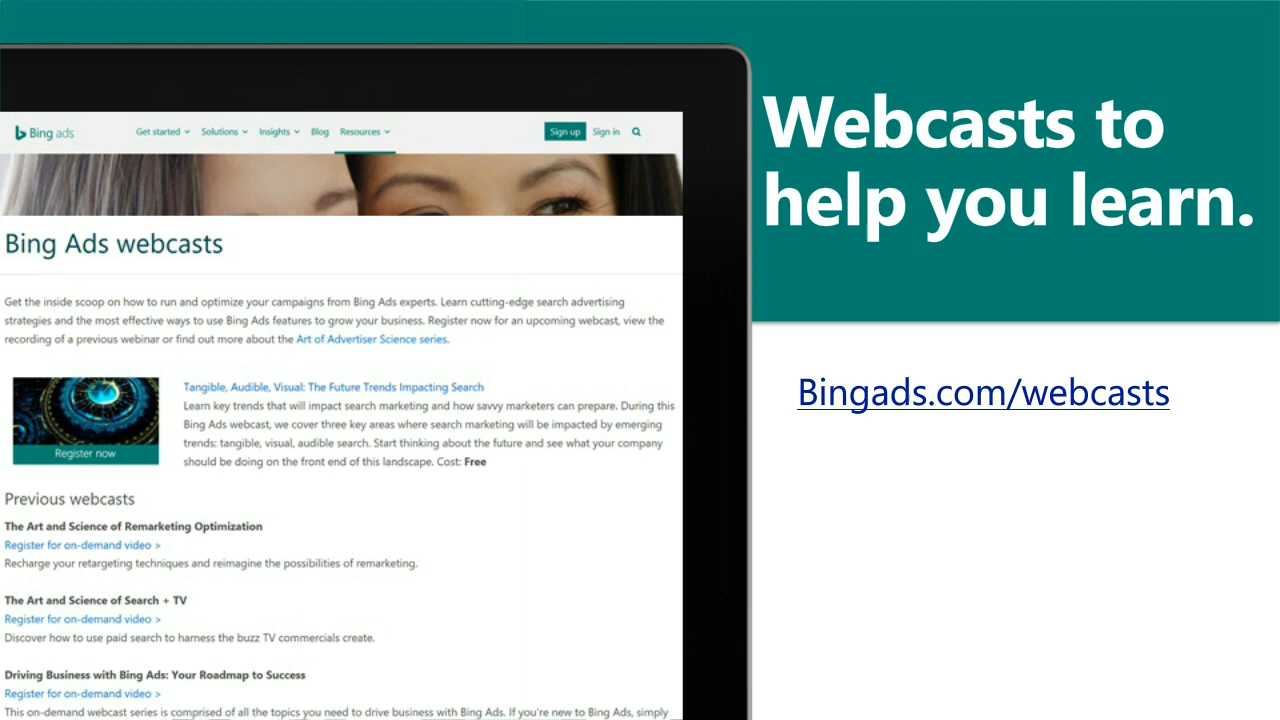 Webcasts to
help you learn.
Bingads.com/webcasts
Bing ads
Get started Solutions Insights Blog Resources Sign up Sign in
Bing Ads webcasts
Get the inside scoop on how to run and optimize your campaigns from Bing Ads experts. Learn cutting-edge search advertising
strategies and the most effective ways to use Bing Ads features to grow your business. Register now for an upcoming webcast, view the
recording of a previous webinar or find out more about the Art of Advertiser Science series.
Tangible, Audible, Visual: The Future Trends Impacting Search
Learn key trends that will impact search marketing and how savvy marketers can prepare. During this
Bing Ads webcast, we cover three key areas where search marketing will be impacted by emerging
trends: tangible, visual, audible search. Start thinking about the future and see what your company
should be doing on the front end of this landscape. Cost: Free
Register now
Previous webcasts
The Art and Science of Remarketing Optimization
Register for on-demand video >
Recharge your retargeting techniques and reimagine the possibilities of remarketing.
The Art and Science of Search + TV
Register for on-demand video >
Discover how to use paid search to harness the buzz TV commercials create.
Driving Business with Bing Ads: Your Roadmap to Success
Register for on-demand video >
This on-demand webcast series is comprised of all the topics you need to drive business with Bing Ads. If you're new to Bing Ads, simply